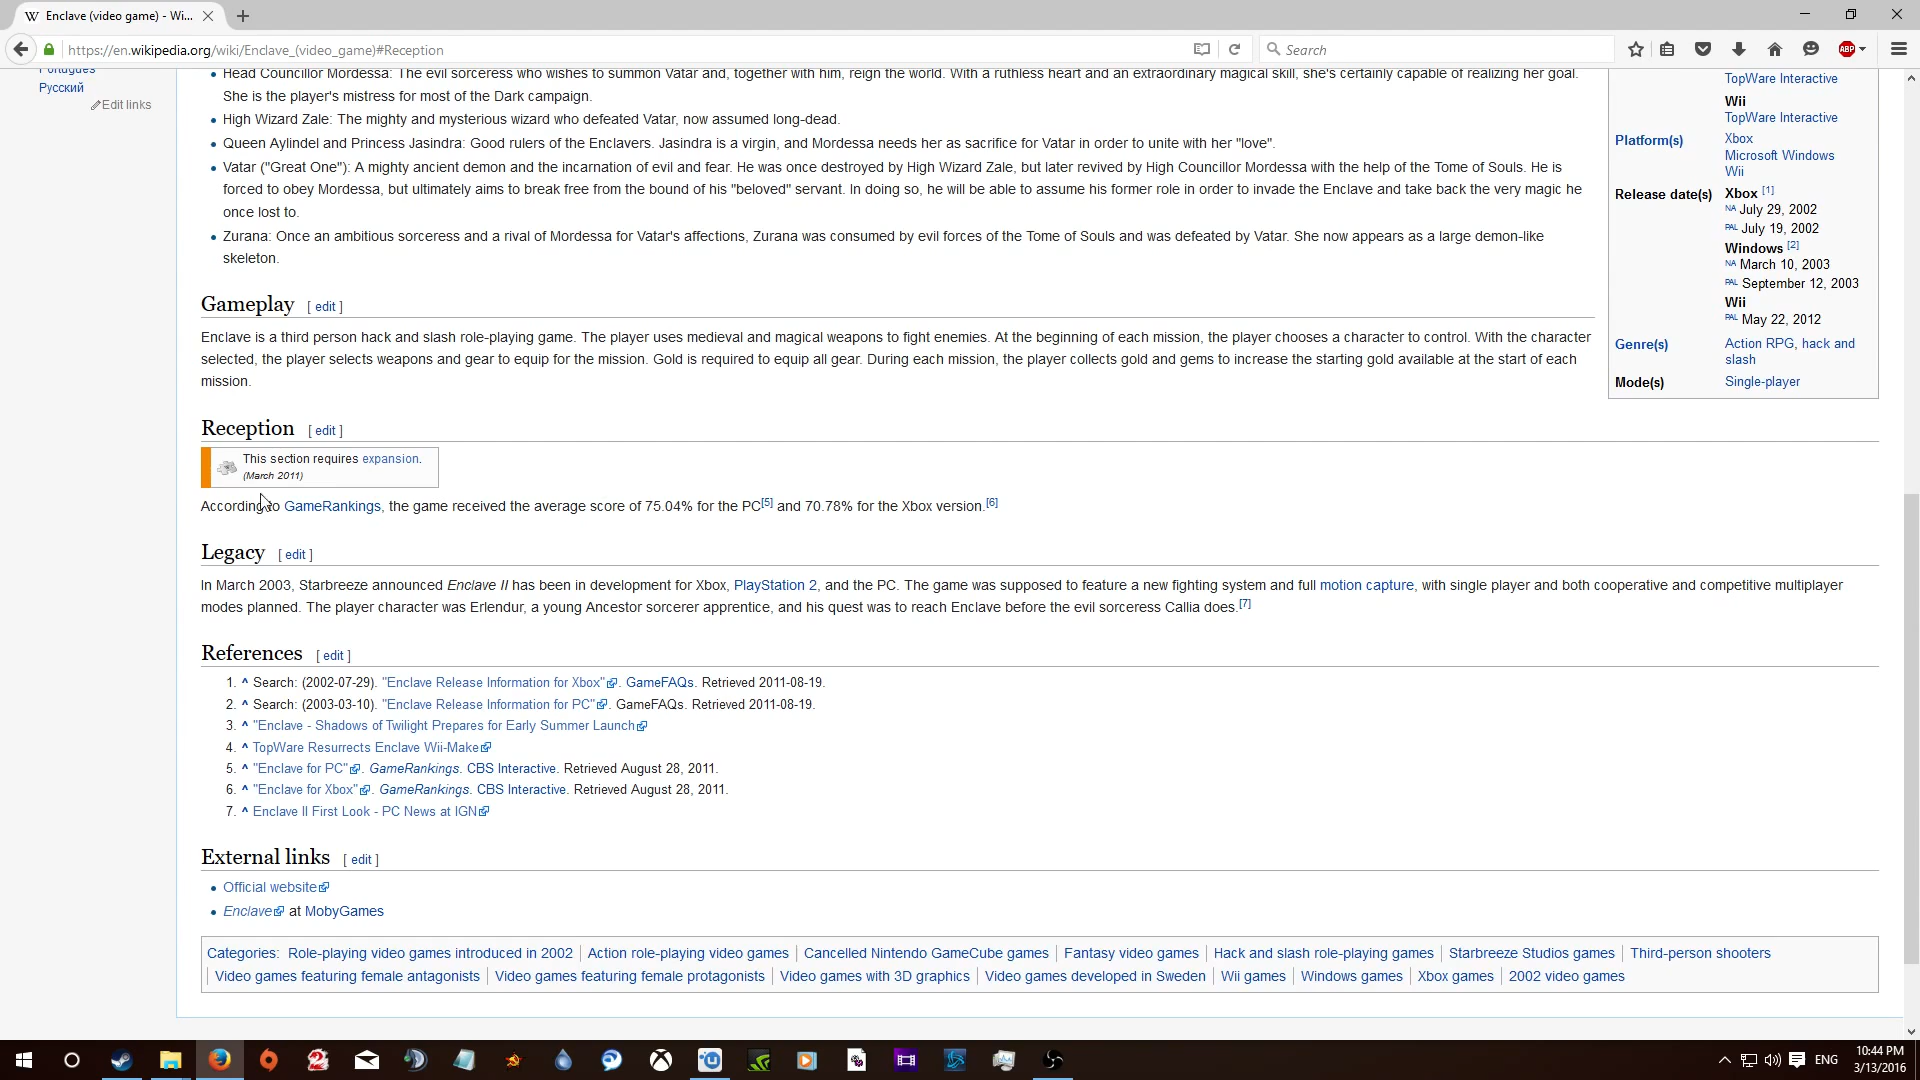 Enclave (video game) - Wi...
https://en.wikipedia.org/wiki/Enclave_(video_game)#Reception
Search
ABP
Português
Русский
Edit links
Head Councillor Mordessa: The evil sorceress who wishes to summon Vatar and, together with him, reign the world. With a ruthless heart and an extraordinary magical skill, she's certainly capable of realizing her goal.
She is the player's mistress for most of the Dark campaign.
High Wizard Zale: The mighty and mysterious wizard who defeated Vatar, now assumed long-dead.
Queen Aylindel and Princess Jasindra: Good rulers of the Enclavers. Jasindra is a virgin, and Mordessa needs her as sacrifice for Vatar in order to unite with her "love".
Vatar ("Great One"): A mighty ancient demon and the incarnation of evil and fear. He was once destroyed by High Wizard Zale, but later revived by High Councillor Mordessa with the help of the Tome of Souls. He is
forced to obey Mordessa, but ultimately aims to break free from the bound of his "beloved" servant. In doing so, he will be able to assume his former role in order to invade the Enclave and take back the very magic he
once lost to.
Zurana: Once an ambitious sorceress and a rival of Mordessa for Vatar's affections, Zurana was consumed by evil forces of the Tome of Souls and was defeated by Vatar. She now appears as a large demon-like
skeleton.
TopWare Interactive
Wii
TopWare Interactive
Platform(s) Xbox
Microsoft Windows
Wii
Release date(s) Xbox [1]
NA July 29, 2002
PAL July 19, 2002
Windows [2]
NA March 10, 2003
PAL September 12, 2003
Wii
PAL May 22, 2012
Genre(s) Action RPG, hack and
slash
Mode(s) Single-player
Gameplay [ edit ]
Enclave is a third person hack and slash role-playing game. The player uses medieval and magical weapons to fight enemies. At the beginning of each mission, the player chooses a character to control. With the character
selected, the player selects weapons and gear to equip for the mission. Gold is required to equip all gear. During each mission, the player collects gold and gems to increase the starting gold available at the start of each
mission.
Reception [ edit ]
This section requires expansion.
(March 2011)
According to GameRankings, the game received the average score of 75.04% for the PC[5] and 70.78% for the Xbox version.[6]
Legacy [ edit ]
In March 2003, Starbreeze announced Enclave II has been in development for Xbox, PlayStation 2, and the PC. The game was supposed to feature a new fighting system and full motion capture, with single player and both cooperative and competitive multiplayer
modes planned. The player character was Erlendur, a young Ancestor sorcerer apprentice, and his quest was to reach Enclave before the evil sorceress Callia does.[7]
References [ edit ]
1. ^ Search: (2002-07-29). "Enclave Release Information for Xbox". GameFAQs. Retrieved 2011-08-19.
2. ^ Search: (2003-03-10). "Enclave Release Information for PC". GameFAQs. Retrieved 2011-08-19.
3. ^ "Enclave - Shadows of Twilight Prepares for Early Summer Launch
4. ^ TopWare Resurrects Enclave Wii-Make
5. ^ "Enclave for PC". GameRankings. CBS Interactive. Retrieved August 28, 2011.
6. ^ "Enclave for Xbox". GameRankings. CBS Interactive. Retrieved August 28, 2011.
7. ^ Enclave II First Look - PC News at IGN
External links [ edit ]
Official website
Enclave at MobyGames
Categories: Role-playing video games introduced in 2002 | Action role-playing video games | Cancelled Nintendo GameCube games | Fantasy video games | Hack and slash role-playing games | Starbreeze Studios games | Third-person shooters
| Video games featuring female antagonists | Video games featuring female protagonists | Video games with 3D graphics | Video games developed in Sweden | Wii games | Windows games | Xbox games | 2002 video games
ENG
10:44 PM
3/13/2016